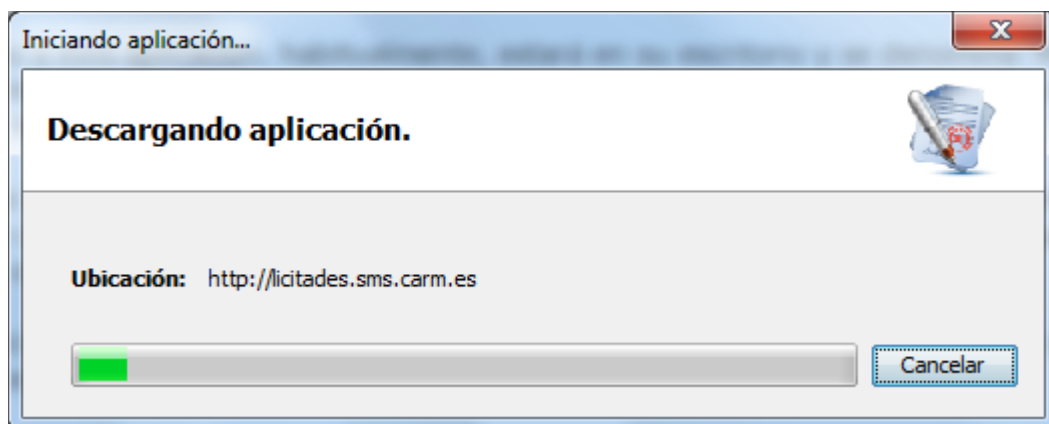 Iniciando aplicación...
Descargando aplicación.
Ubicación: http://licitades.sms.carm.es
Cancelar